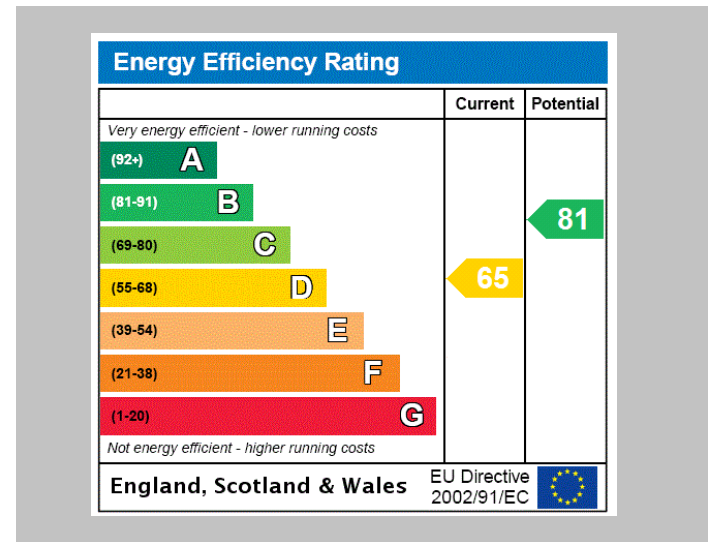 Energy Efficiency Rating
Current Potential
Very energy efficient - lower running costs
(92+) A
(81-91) B
81
(69-80) C
(55-68) D
65
(39-54) E
(21-38) F
(1-20) G
Not energy efficient - higher running costs
England, Scotland & Wales
EU Directive
2002/91/EC